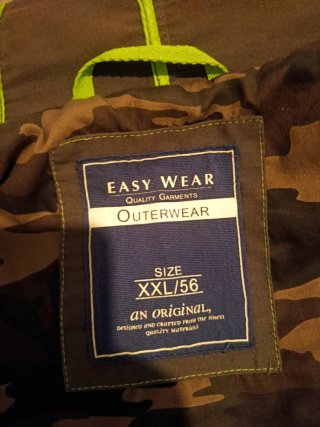 EASY WEAR
QUALITY GARMENTS
OUTERWEAR
SIZE
XXL/56
AN ORIGINAL,
DESIGNED AND CRAFTED FROM THE FINEST
QUALITY MATERIALS